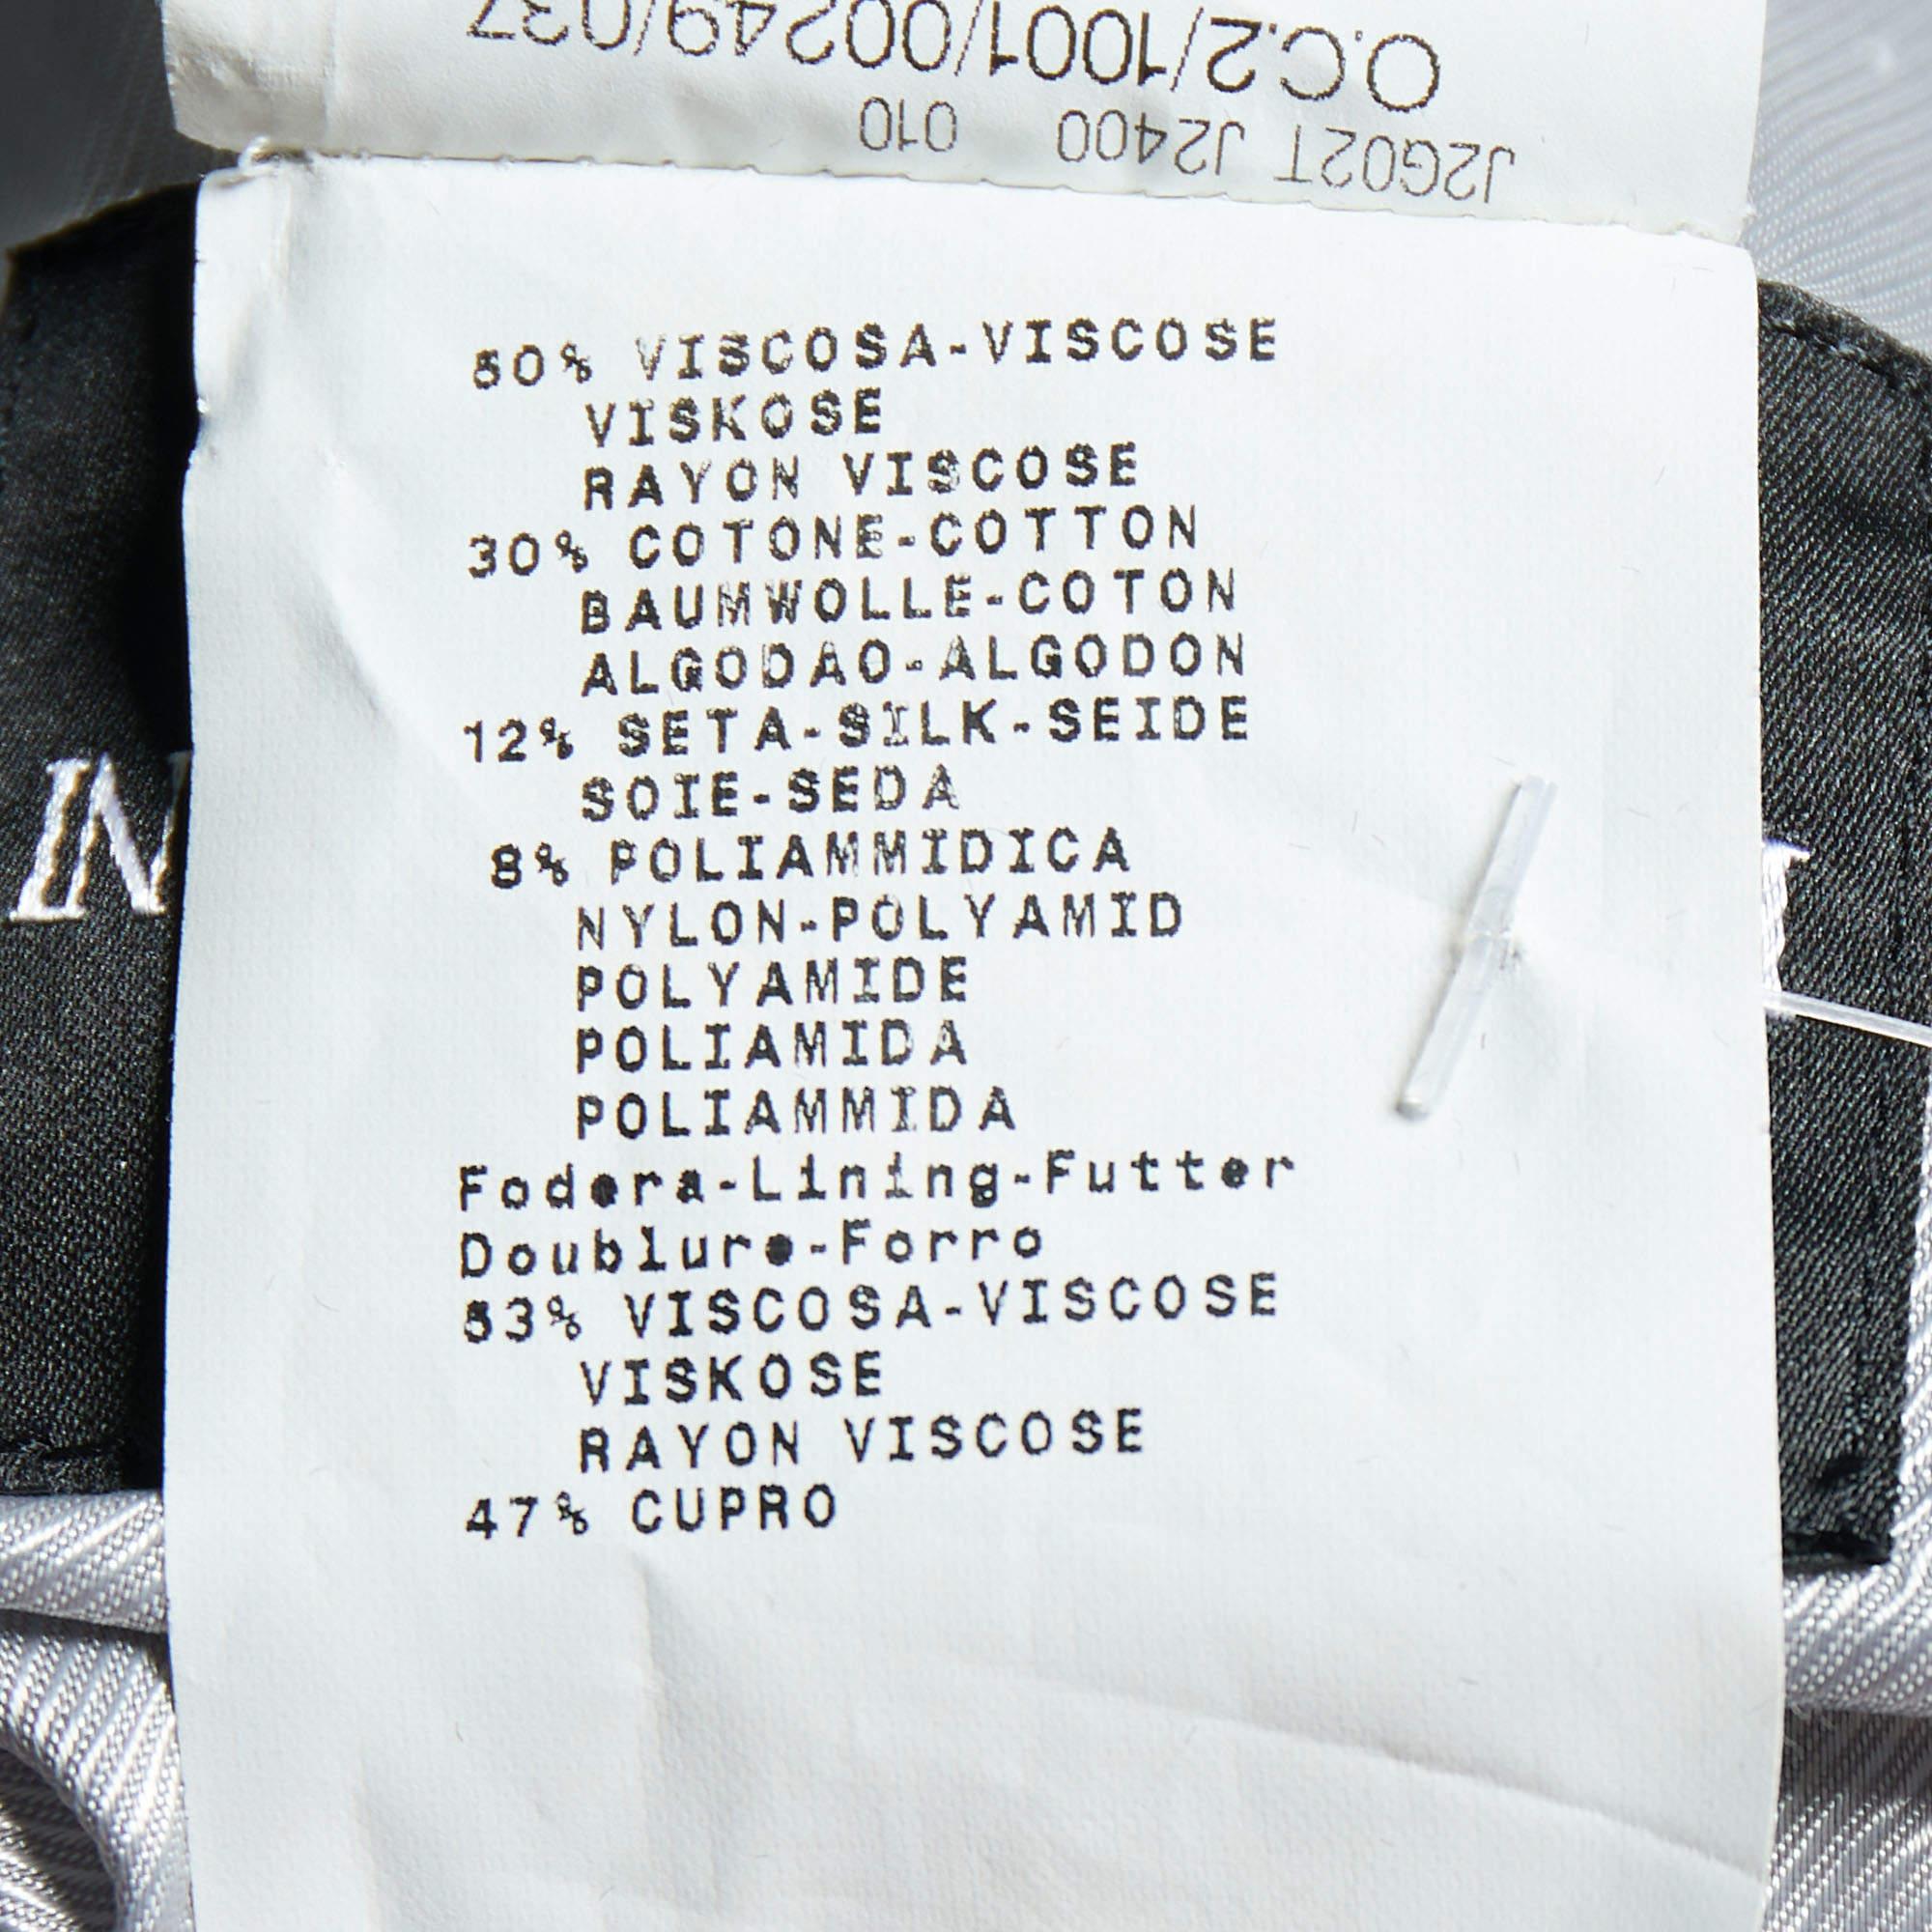 O.C.2/1001/00249/037
J2G02T J2400 010
50% VISCOSA-VISCOSE
VISKOSE
RAYON VISCOSE
30% COTONE-COTTON
BAUMWOLLE-COTON
ALGODAO-ALGODON
12% SETA-SILK-SEIDE
SOIE-SEDA
8% POLIAMMIDICA
NYLON-POLYAMID
POLYAMIDE
POLIAMIDA
POLIAMMIDA
Fodera-Lining-Futter
Doublure-Forro
53% VISCOSA-VISCOSE
VISKOSE
RAYON VISCOSE
47% CUPRO